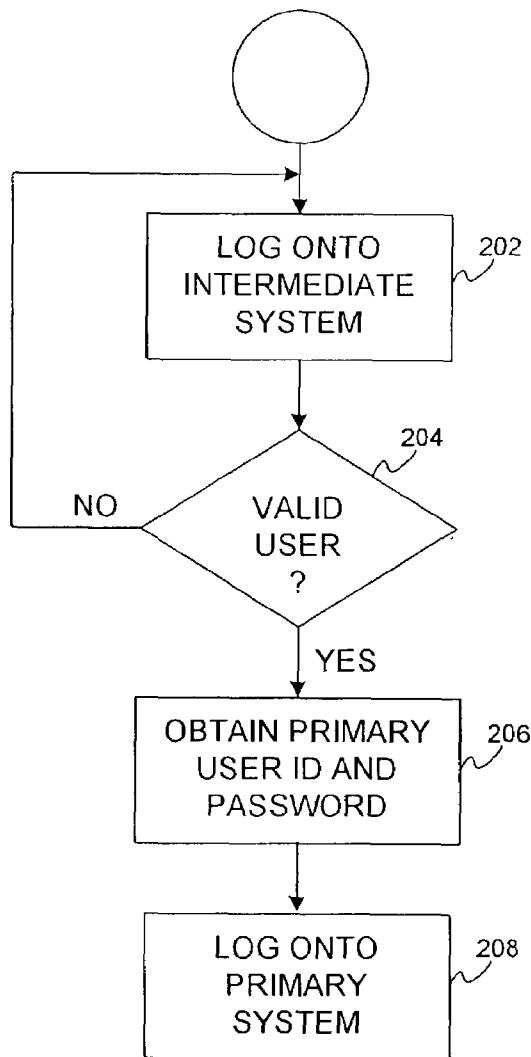 LOG ONTO
INTERMEDIATE
SYSTEM
202
204
VALID
USER
?
NO
YES
OBTAIN PRIMARY
USER ID AND
PASSWORD
206
LOG ONTO
PRIMARY
SYSTEM
208